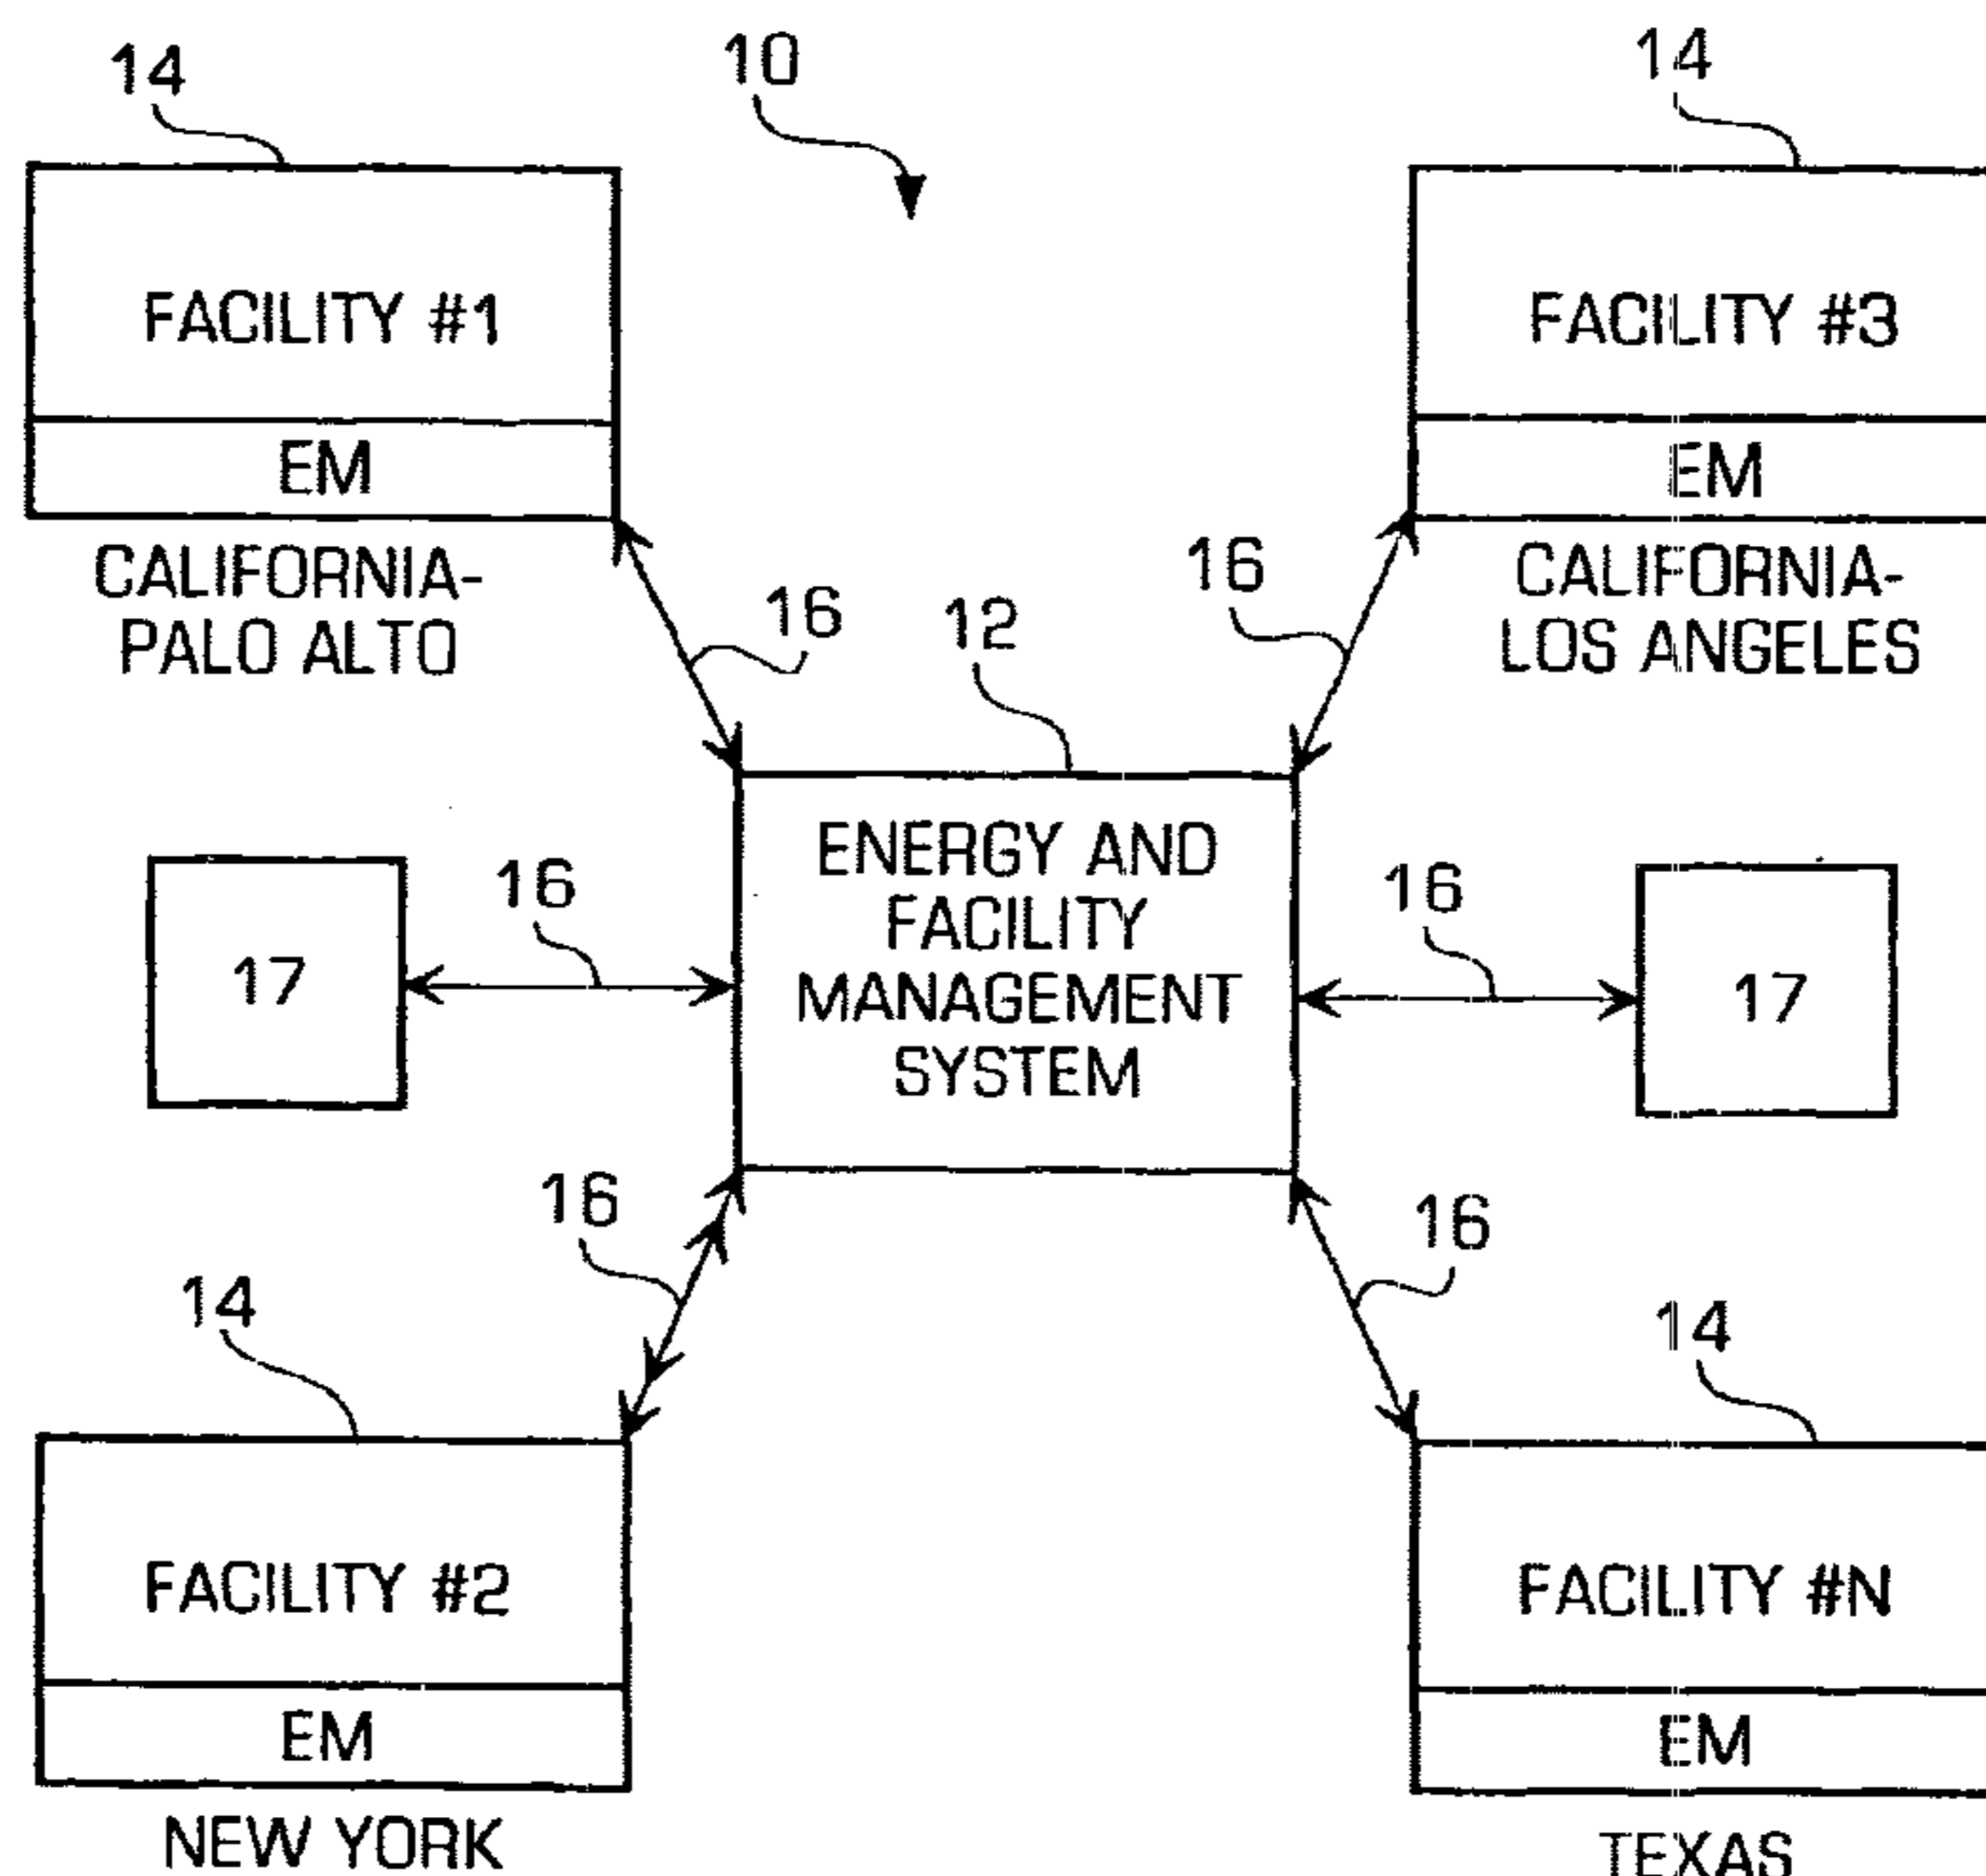 14
10
14
FACILITY #1
EM
CALIFORNIA-
PALO ALTO
FACILITY #3
EM
CALIFORNIA-
LOS ANGELES
16
12
16
ENERGY AND
FACILITY
MANAGEMENT
SYSTEM
17
16
16
17
16
16
14
14
FACILITY #2
EM
NEW YORK
FACILITY #N
EM
TEXAS